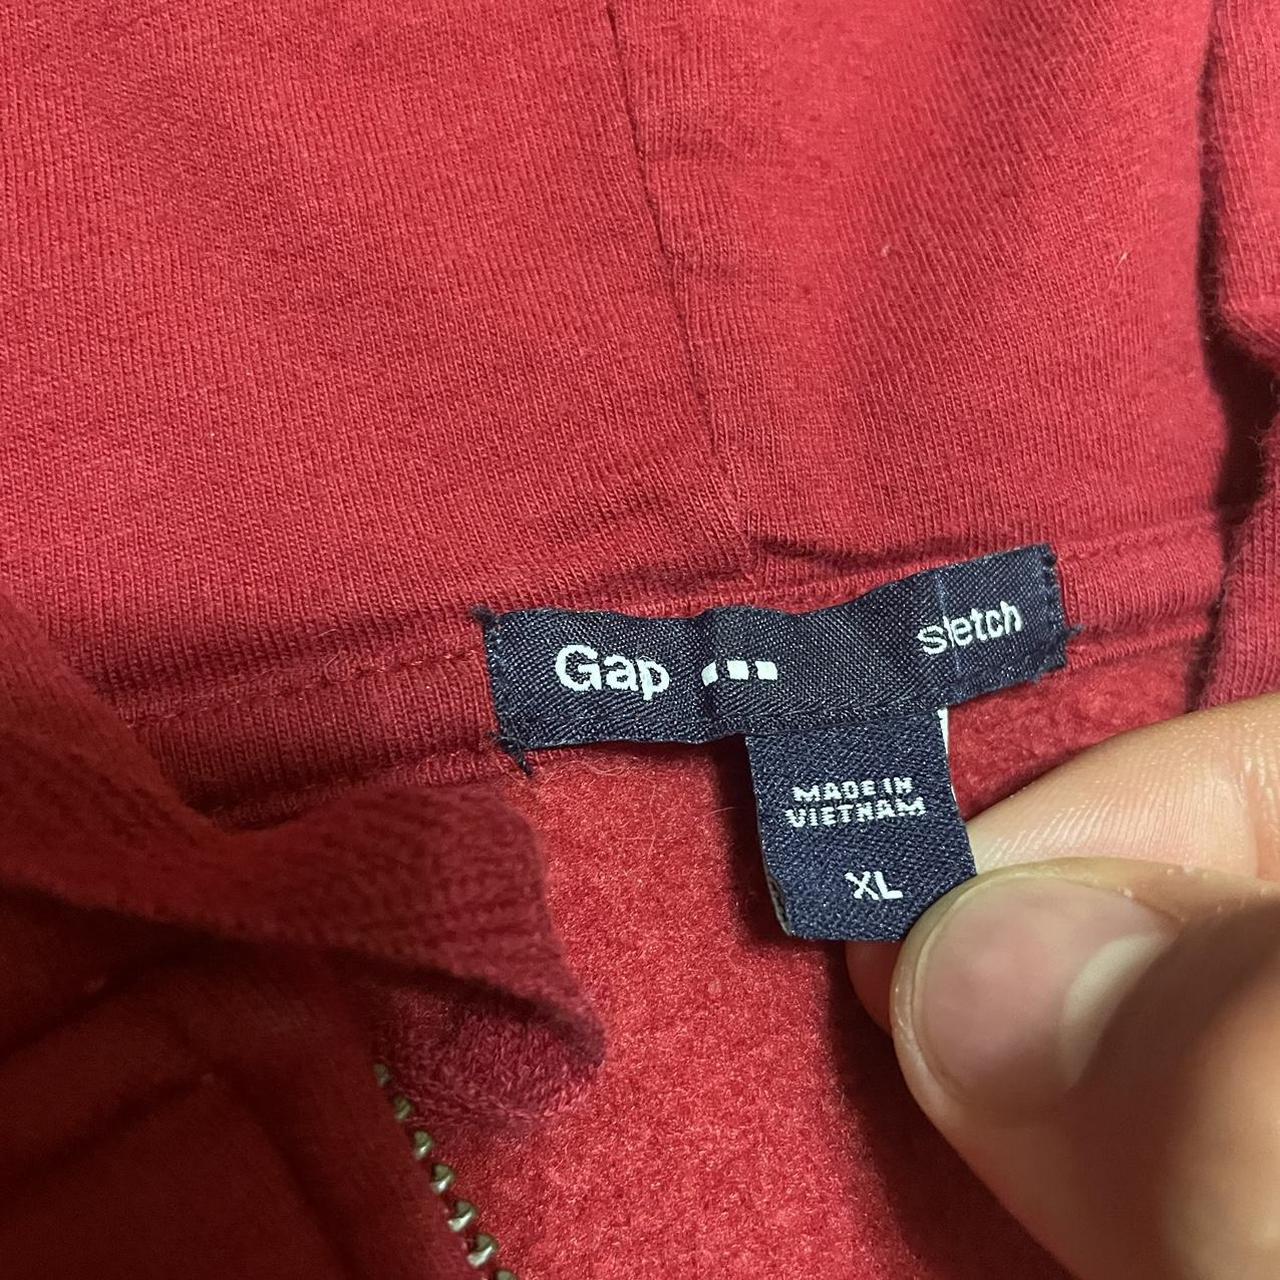 Gap ... stretch
MADE IN
VIETNAM
XL